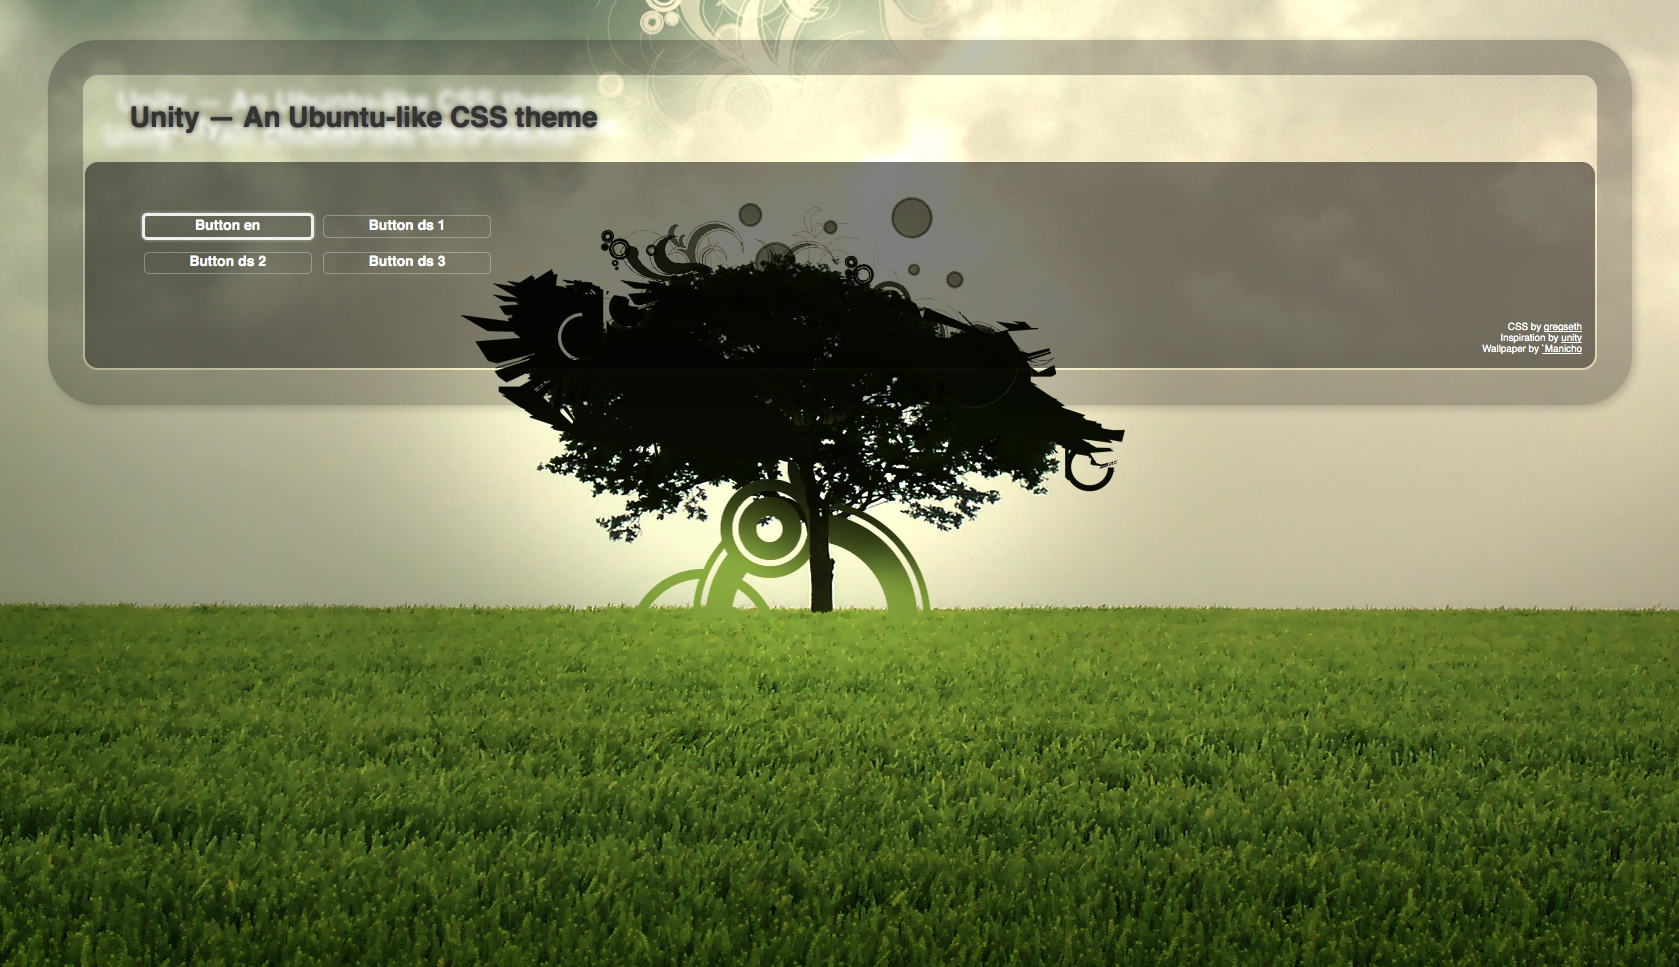 Unity — An Ubuntu-like CSS theme
Button en
Button ds 1
Button ds 2
Button ds 3
CSS by gregseth
Inspiration by unity
Wallpaper by `Manicho